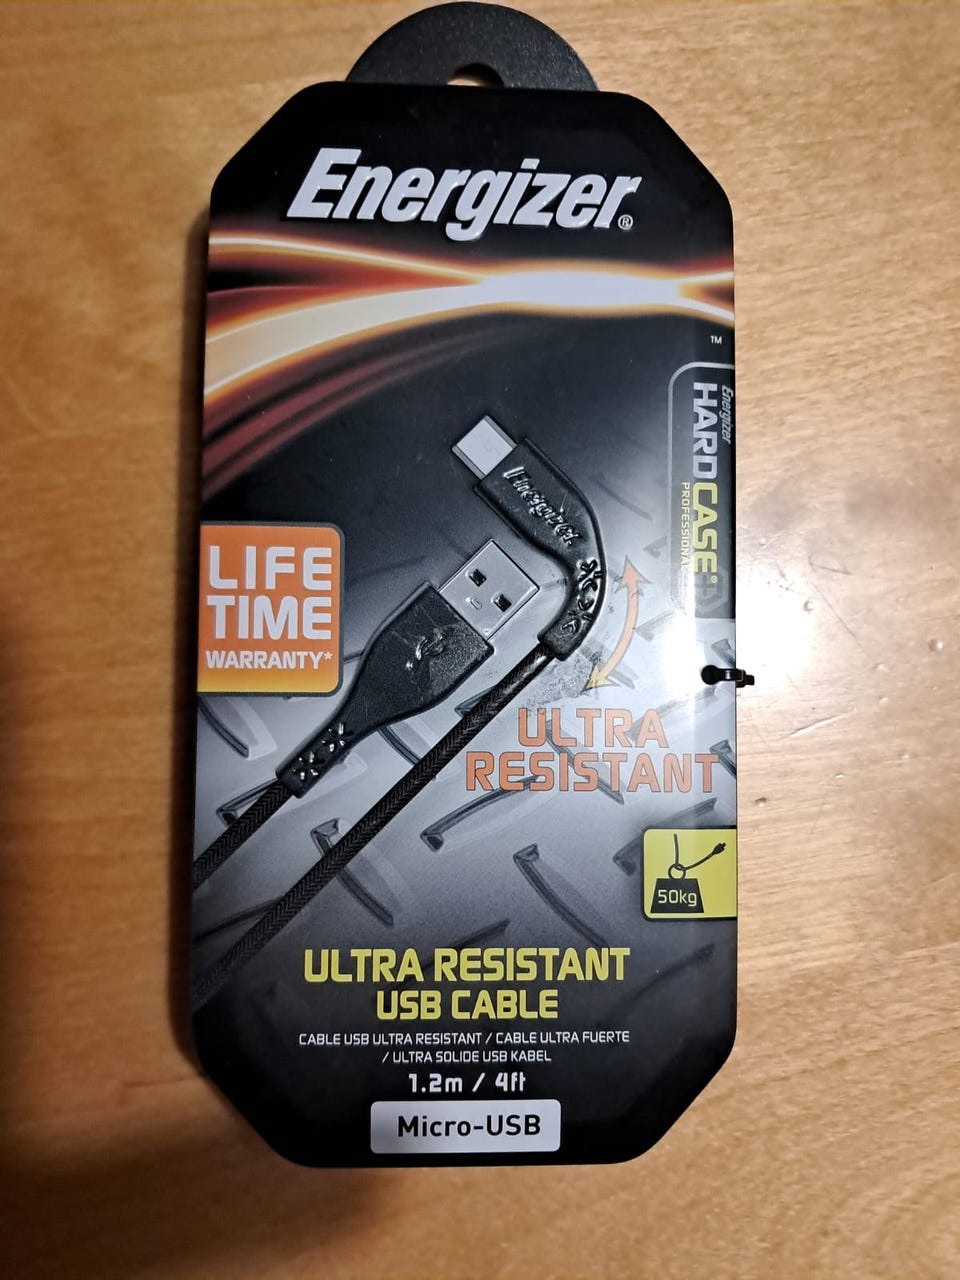 Energizer®
™
Energizer
HARDCASE®
PROFESSIONAL
Energizer
LIFE
TIME
WARRANTY*
ULTRA
RESISTANT
50kg
ULTRA RESISTANT
USB CABLE
CABLE USB ULTRA RESISTANT / CABLE ULTRA FUERTE
/ ULTRA SOLIDE USB KABEL
1.2m / 4ft
Micro-USB